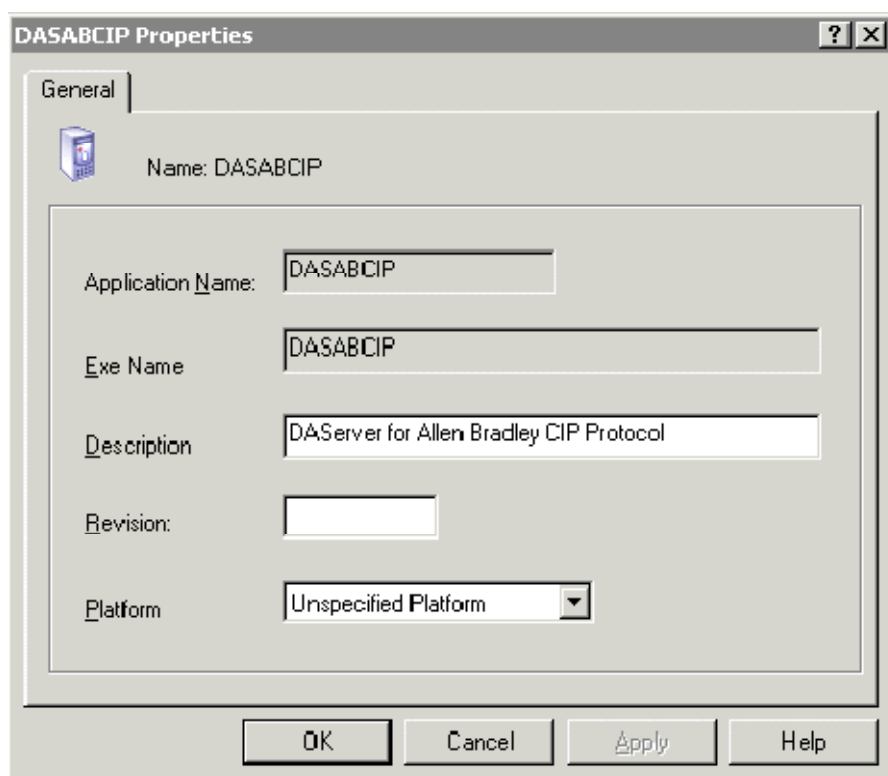 DASABCIP Properties
General
Name: DASABCIP
Application Name: DASABCIP
Exe Name DASABCIP
Description DAServer for Allen Bradley CIP Protocol
Revision:
Platform Unspecified Platform
OK Cancel Apply Help